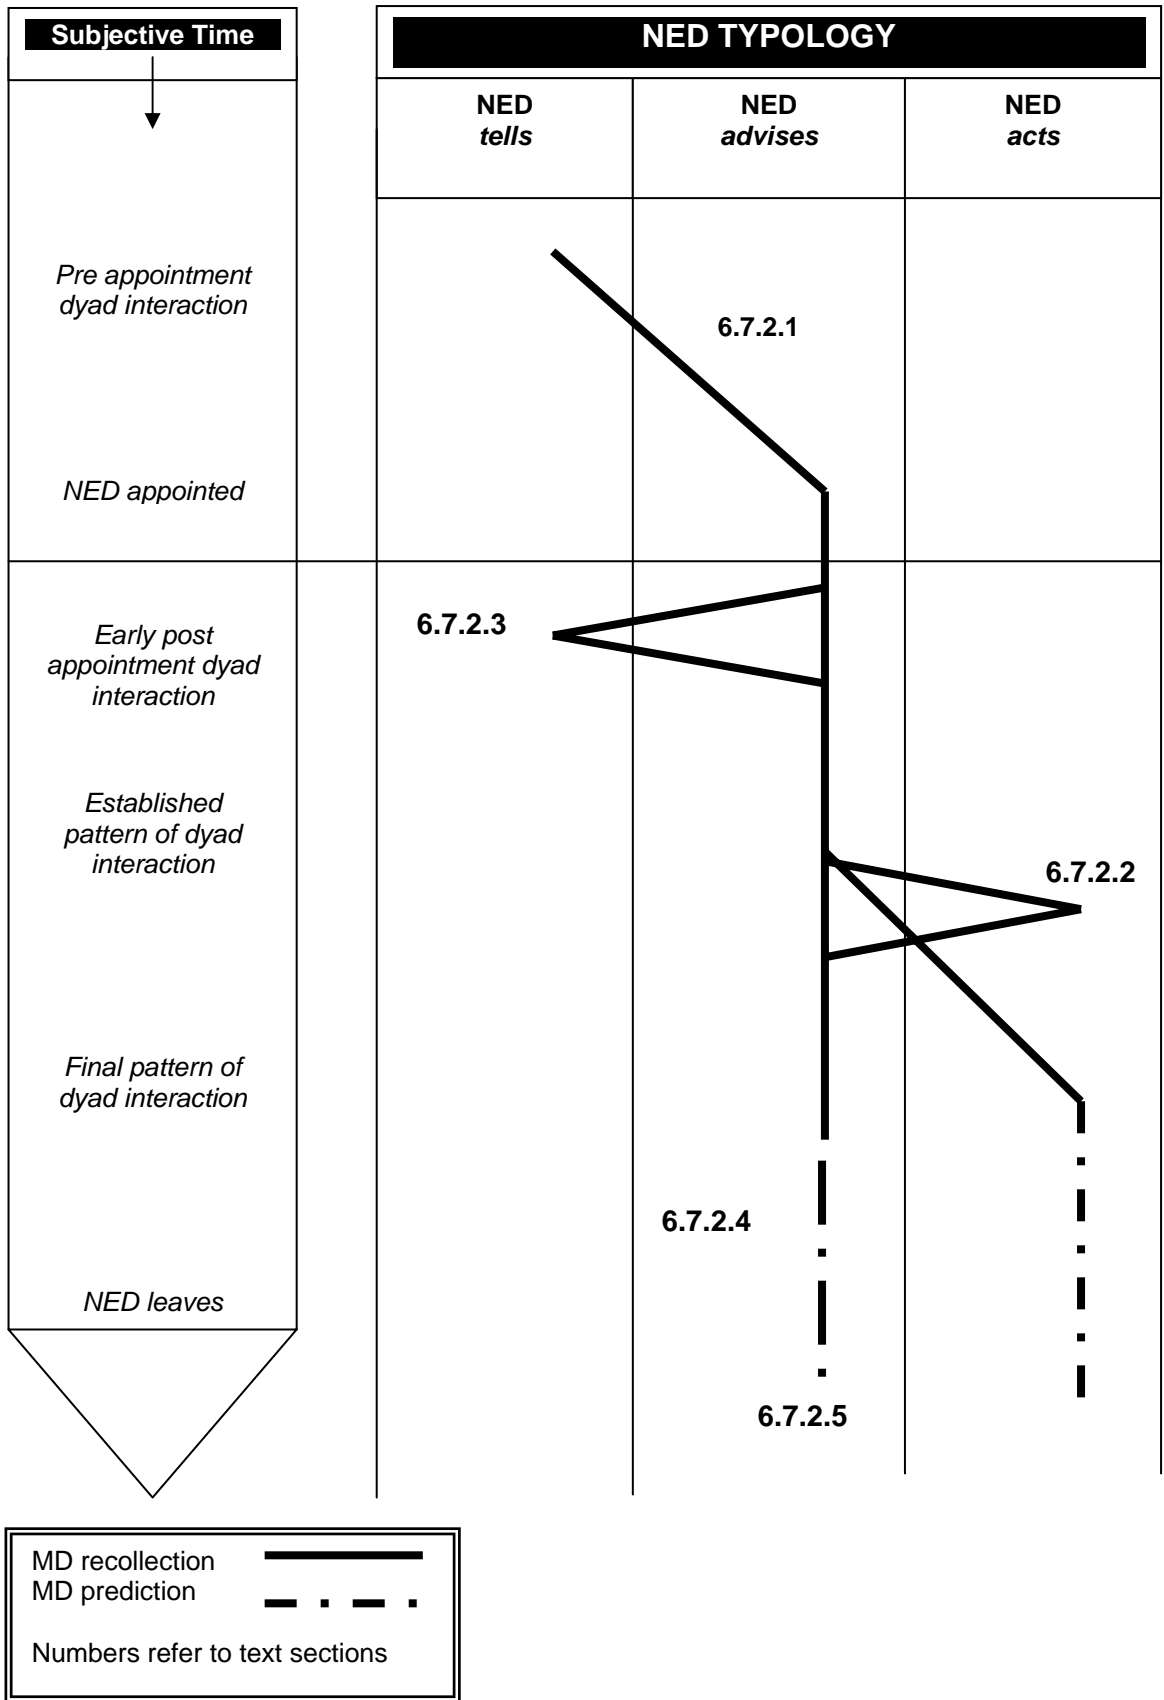 Subjective Time
NED TYPOLOGY
NED
tells
NED
advises
NED
acts
Pre appointment
dyad interaction
6.7.2.1
NED appointed
Early post
appointment dyad
interaction
6.7.2.3
Established
pattern of dyad
interaction
6.7.2.2
Final pattern of
dyad interaction
6.7.2.4
NED leaves
6.7.2.5
MD recollection
MD prediction
Numbers refer to text sections